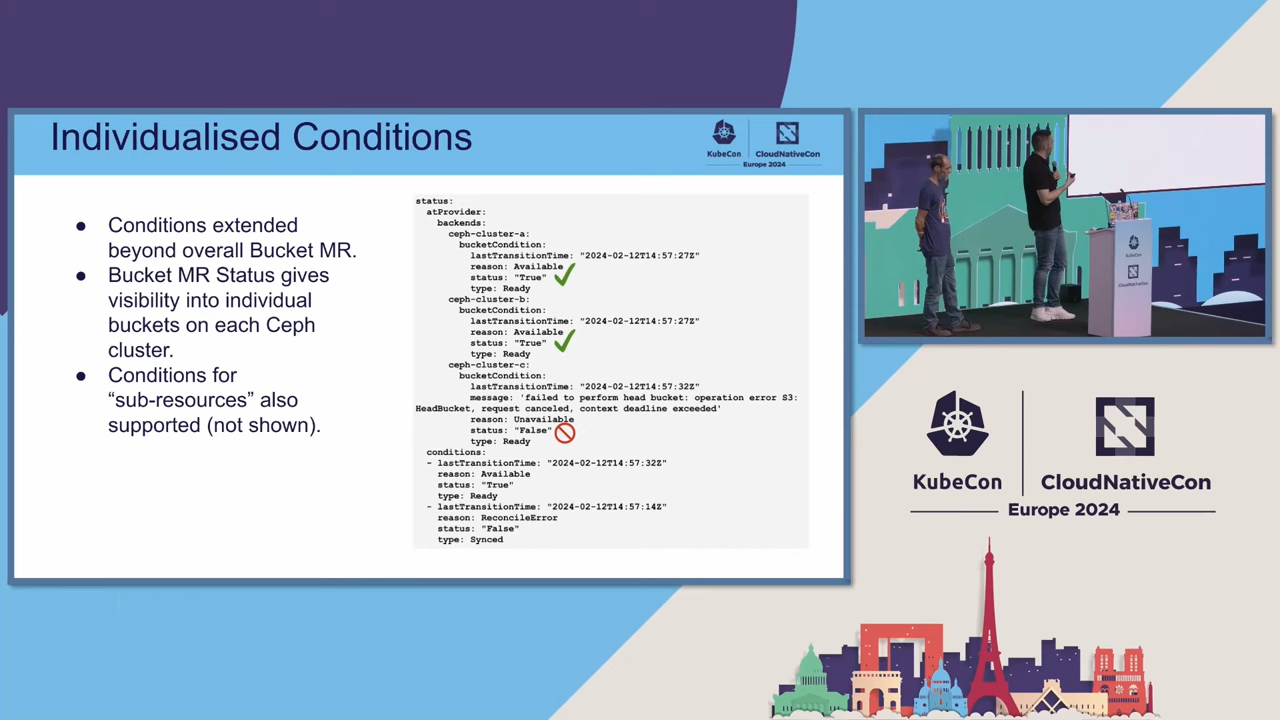 Individualised Conditions
KubeCon
CloudNativeCon
Europe 2024
● Conditions extended
beyond overall Bucket MR.
● Bucket MR Status gives
visibility into individual
buckets on each Ceph
cluster.
● Conditions for
“sub-resources” also
supported (not shown).
status:
atProvider:
backends:
ceph-cluster-a:
bucketCondition:
lastTransitionTime: "2024-02-12T14:57:27Z"
reason: Available
status: "True"
type: Ready
ceph-cluster-b:
bucketCondition:
lastTransitionTime: "2024-02-12T14:57:27Z"
reason: Available
status: "True"
type: Ready
ceph-cluster-c:
bucketCondition:
lastTransitionTime: "2024-02-12T14:57:32Z"
message: 'failed to perform head bucket: operation error S3:
HeadBucket, request canceled, context deadline exceeded'
reason: Unavailable
status: "False"
type: Ready
conditions:
- lastTransitionTime: "2024-02-12T14:57:32Z"
reason: Available
status: "True"
type: Ready
- lastTransitionTime: "2024-02-12T14:57:14Z"
reason: ReconcileError
status: "False"
type: Synced
KubeCon
CloudNativeCon
KubeCon
CloudNativeCon
Europe 2024